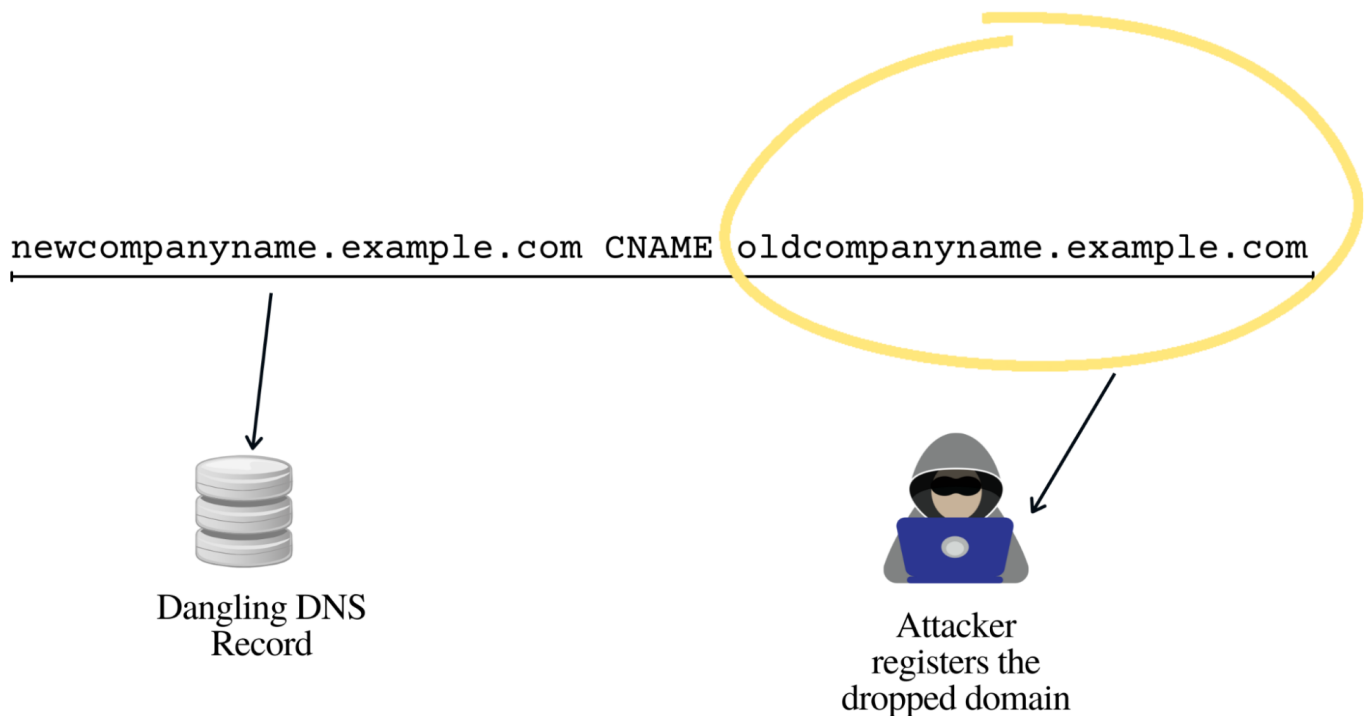 newcompanyname.example.com CNAME oldcompanyname.example.com
Dangling DNS
Record
Attacker
registers the
dropped domain